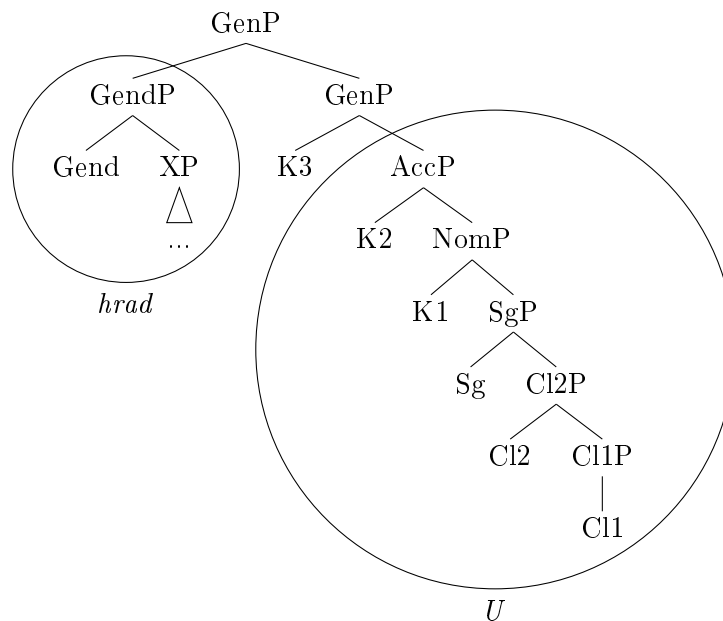 GenP
GendP GenP
Gend XP K3 AccP
... K2 NomP
hrad K1 SgP
Sg Cl2P
Cl2 Cl1P
Cl1
U